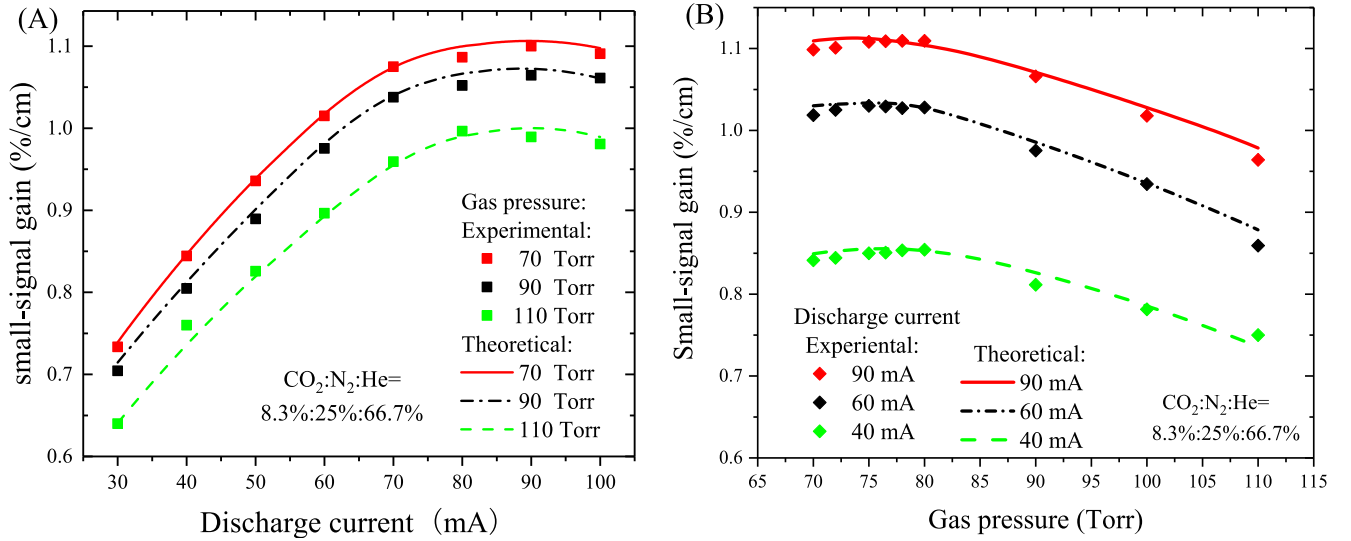 (A)
small-signal gain (%/cm)
1.1
1.0
0.9
0.8
0.7
0.6
Gas pressure:
Experimental:
70 Torr
90 Torr
110 Torr
Theoretical:
70 Torr
90 Torr
110 Torr
CO₂:N₂:He=
8.3%:25%:66.7%
30 40 50 60 70 80 90 100
Discharge current (mA)
(B)
Small-signal gain (%/cm)
1.1
1.0
0.9
0.8
0.7
0.6
Discharge current
Experiental:
90 mA
60 mA
40 mA
Theoretical:
90 mA
60 mA
40 mA
CO₂:N₂:He=
8.3%:25%:66.7%
65 70 75 80 85 90 95 100 105 110 115
Gas pressure (Torr)